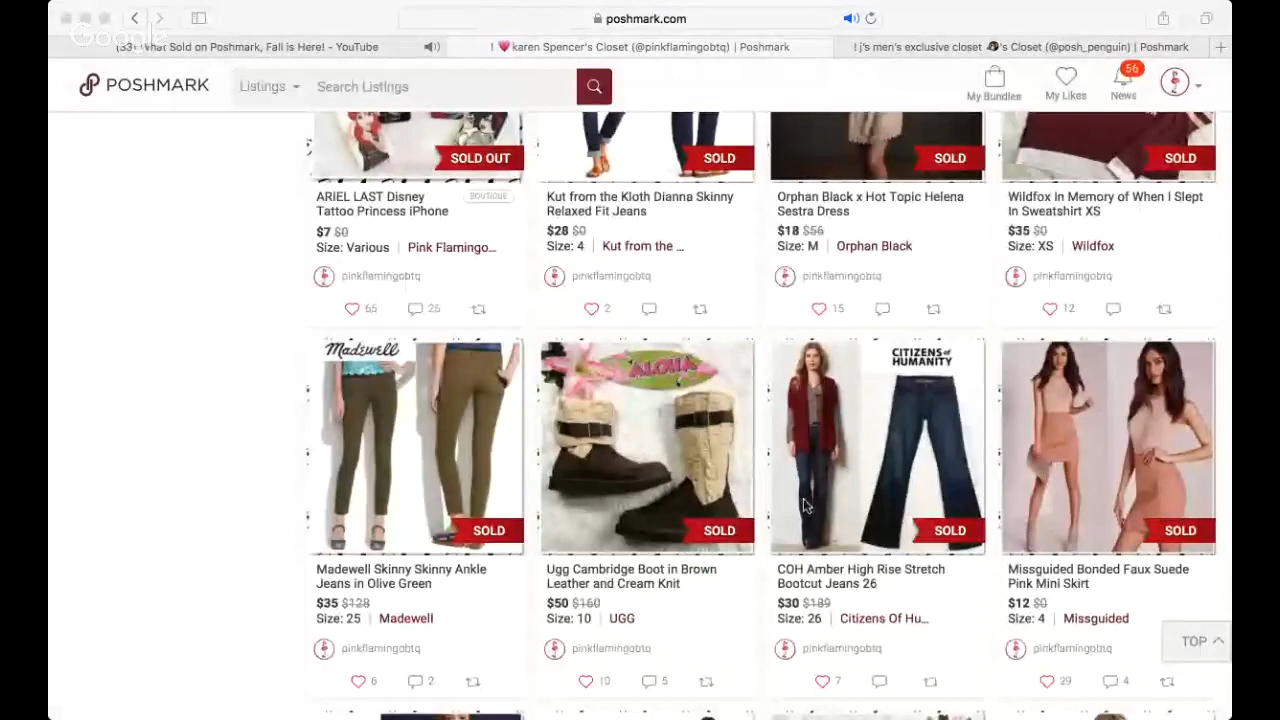 poshmark.com
Google
(33) What Sold on Poshmark, Fall is Here! - YouTube
! karen Spencer's Closet (@pinkflamingobtq) | Poshmark
! j's men's exclusive closet 's Closet (@posh_penguin) | Poshmark
POSHMARK
Listings
Search Listings
My Bundles
My Likes
56
News
SOLD OUT
SOLD
SOLD
SOLD
ARIEL LAST Disney
Tattoo Princess iPhone
BOUTIQUE
$7 $0
Size: Various | Pink Flamingo...
pinkflamingobtq
65
25
Kut from the Kloth Dianna Skinny
Relaxed Fit Jeans
$28 $0
Size: 4 | Kut from the ...
pinkflamingobtq
2
Orphan Black x Hot Topic Helena
Sestra Dress
$18 $56
Size: M | Orphan Black
pinkflamingobtq
15
Wildfox In Memory of When I Slept
In Sweatshirt XS
$35 $0
Size: XS | Wildfox
pinkflamingobtq
12
Madewell
SOLD
Madewell Skinny Skinny Ankle
Jeans in Olive Green
$35 $128
Size: 25 | Madewell
pinkflamingobtq
6
2
ALOHA
SOLD
Ugg Cambridge Boot in Brown
Leather and Cream Knit
$50 $160
Size: 10 | UGG
pinkflamingobtq
10
5
CITIZENS of
HUMANITY
SOLD
COH Amber High Rise Stretch
Bootcut Jeans 26
$30 $189
Size: 26 | Citizens Of Hu...
pinkflamingobtq
7
SOLD
Missguided Bonded Faux Suede
Pink Mini Skirt
$12 $0
Size: 4 | Missguided
pinkflamingobtq
29
4
TOP